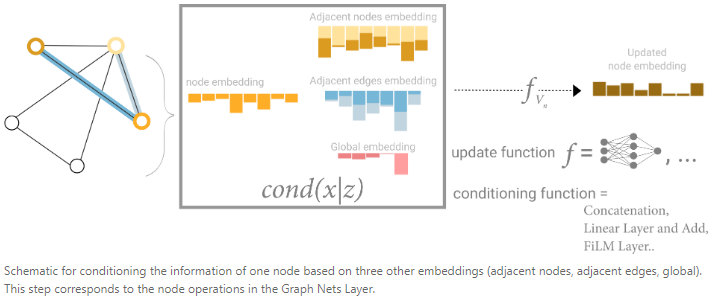 Adjacent nodes embedding
node embedding
Adjacent edges embedding
Global embedding
cond(x|z)
f Vn
Updated
node embedding
update function f = , ...
conditioning function =
Concatenation,
Linear Layer and Add,
FiLM Layer..
Schematic for conditioning the information of one node based on three other embeddings (adjacent nodes, adjacent edges, global).
This step corresponds to the node operations in the Graph Nets Layer.